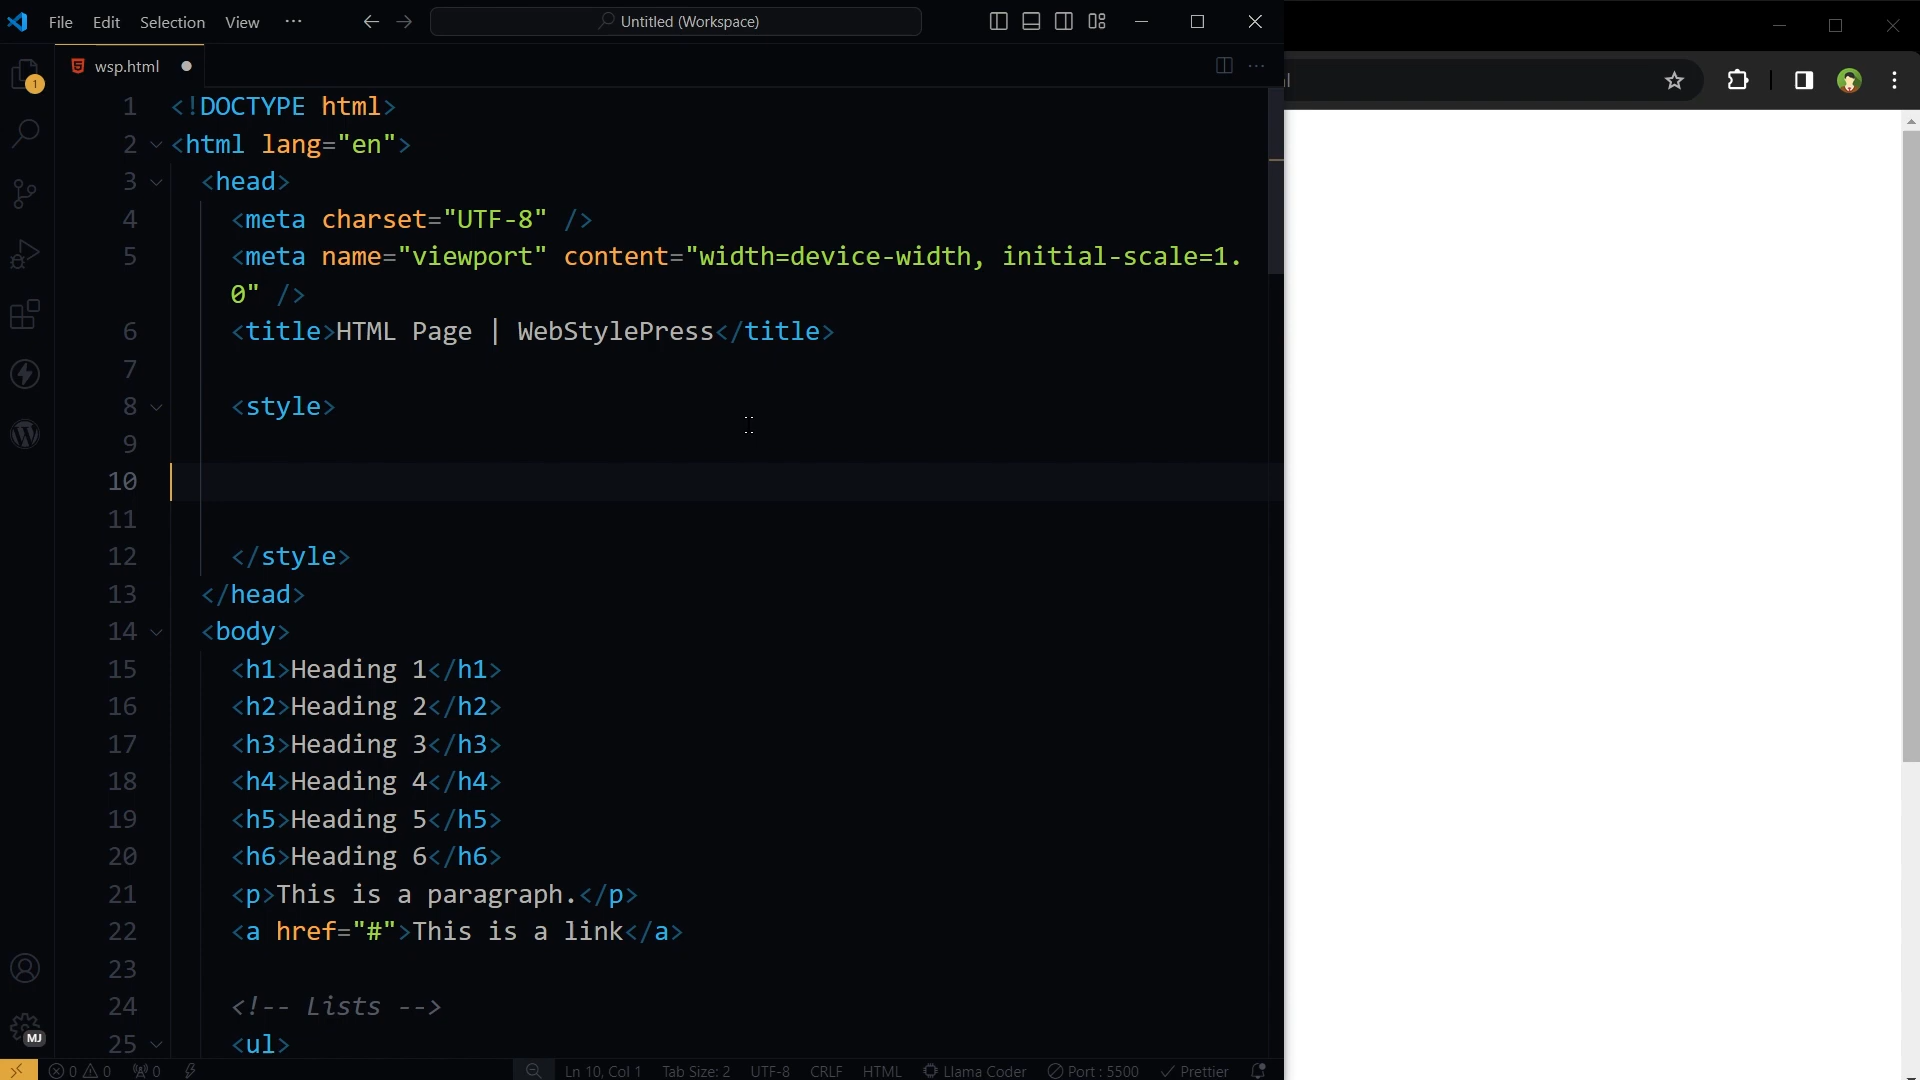 File Edit Selection View ··· Untitled (Workspace)
1
wsp.html
1 <!DOCTYPE html>
2 <html lang="en">
3 <head>
4 <meta charset="UTF-8" />
5 <meta name="viewport" content="width=device-width, initial-scale=1.
0" />
6 <title>HTML Page | WebStylePress</title>
7
8 <style>
9
10
11
12 </style>
13 </head>
14 <body>
15 <h1>Heading 1</h1>
16 <h2>Heading 2</h2>
17 <h3>Heading 3</h3>
18 <h4>Heading 4</h4>
19 <h5>Heading 5</h5>
20 <h6>Heading 6</h6>
21 <p>This is a paragraph.</p>
22 <a href="#">This is a link</a>
23
24 <!-- Lists -->
25 <ul>
MJ
0 0 0 Ln 10, Col 1 Tab Size: 2 UTF-8 CRLF HTML Llama Coder Port : 5500 Prettier